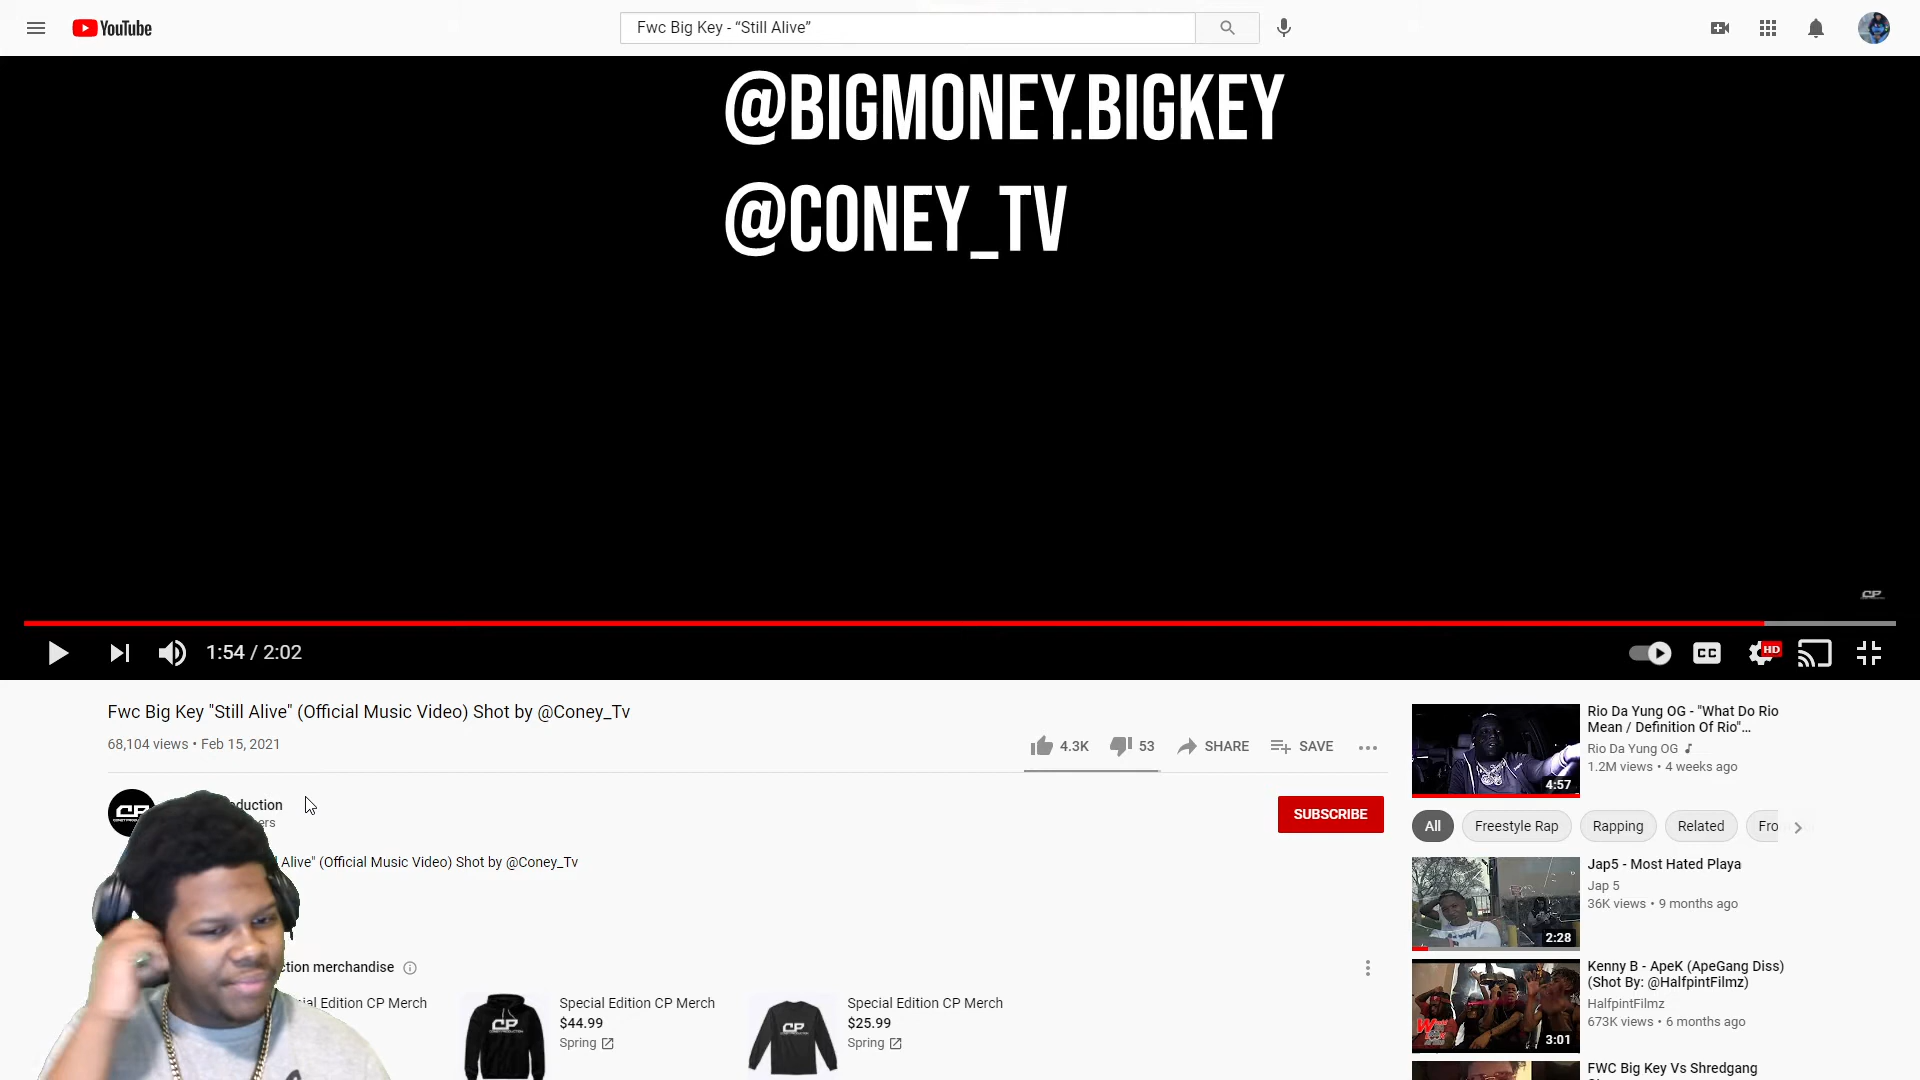 YouTube
Fwc Big Key - “Still Alive”
@BIGMONEY.BIGKEY
@CONEY_TV
CP
1:54 / 2:02
CC
HD
Fwc Big Key "Still Alive" (Official Music Video) Shot by @Coney_Tv
68,104 views • Feb 15, 2021
4.3K
53
SHARE
SAVE
CP
SUBSCRIBE
Alive" (Official Music Video) Shot by @Coney_Tv
merchandise
Edition CP Merch
CP
Special Edition CP Merch
$44.99
Spring
CP
Special Edition CP Merch
$25.99
Spring
4:57
Rio Da Yung OG - "What Do Rio
Mean / Definition Of Rio"...
Rio Da Yung OG
1.2M views • 4 weeks ago
All
Freestyle Rap
Rapping
Related
2:28
Jap5 - Most Hated Playa
Jap 5
36K views • 9 months ago
3:01
Kenny B - ApeK (ApeGang Diss)
(Shot By: @HalfpintFilmz)
HalfpintFilmz
673K views • 6 months ago
FWC Big Key Vs Shredgang